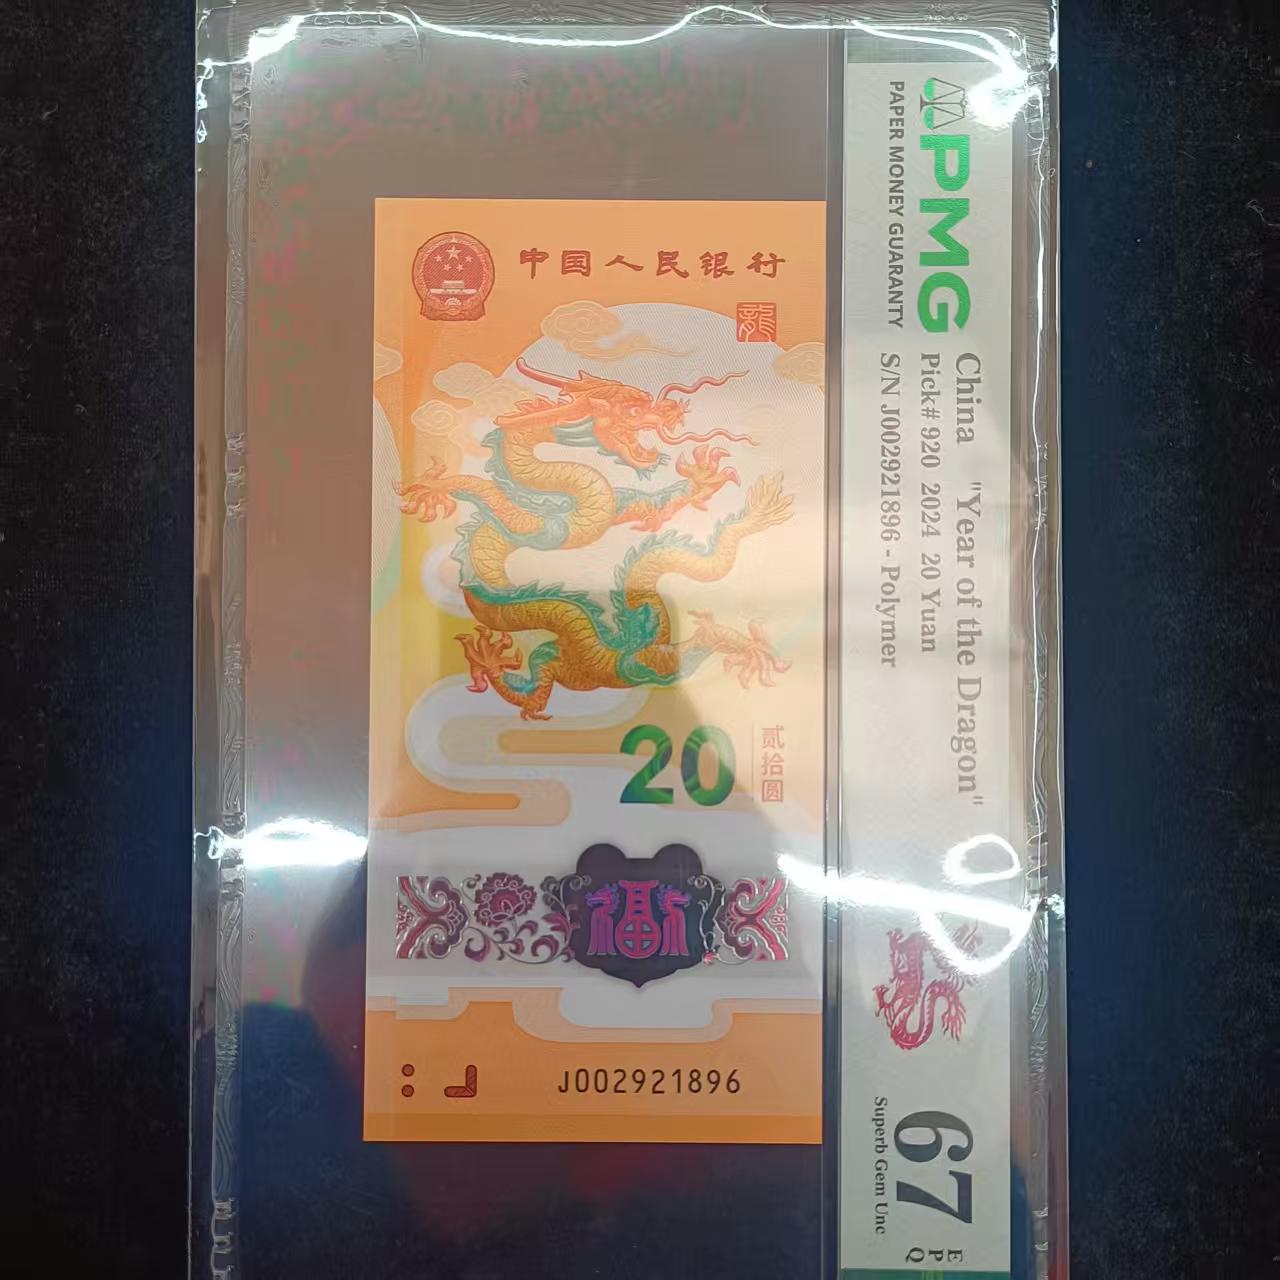 中国人民银行
龍
20
贰拾圆
福
J002921896
PMG
PAPER MONEY GUARANTY
China "Year of the Dragon"
Pick# 920 2024 20 Yuan
S/N J002921896 - Polymer
67 EPQ
Superb Gem Unc